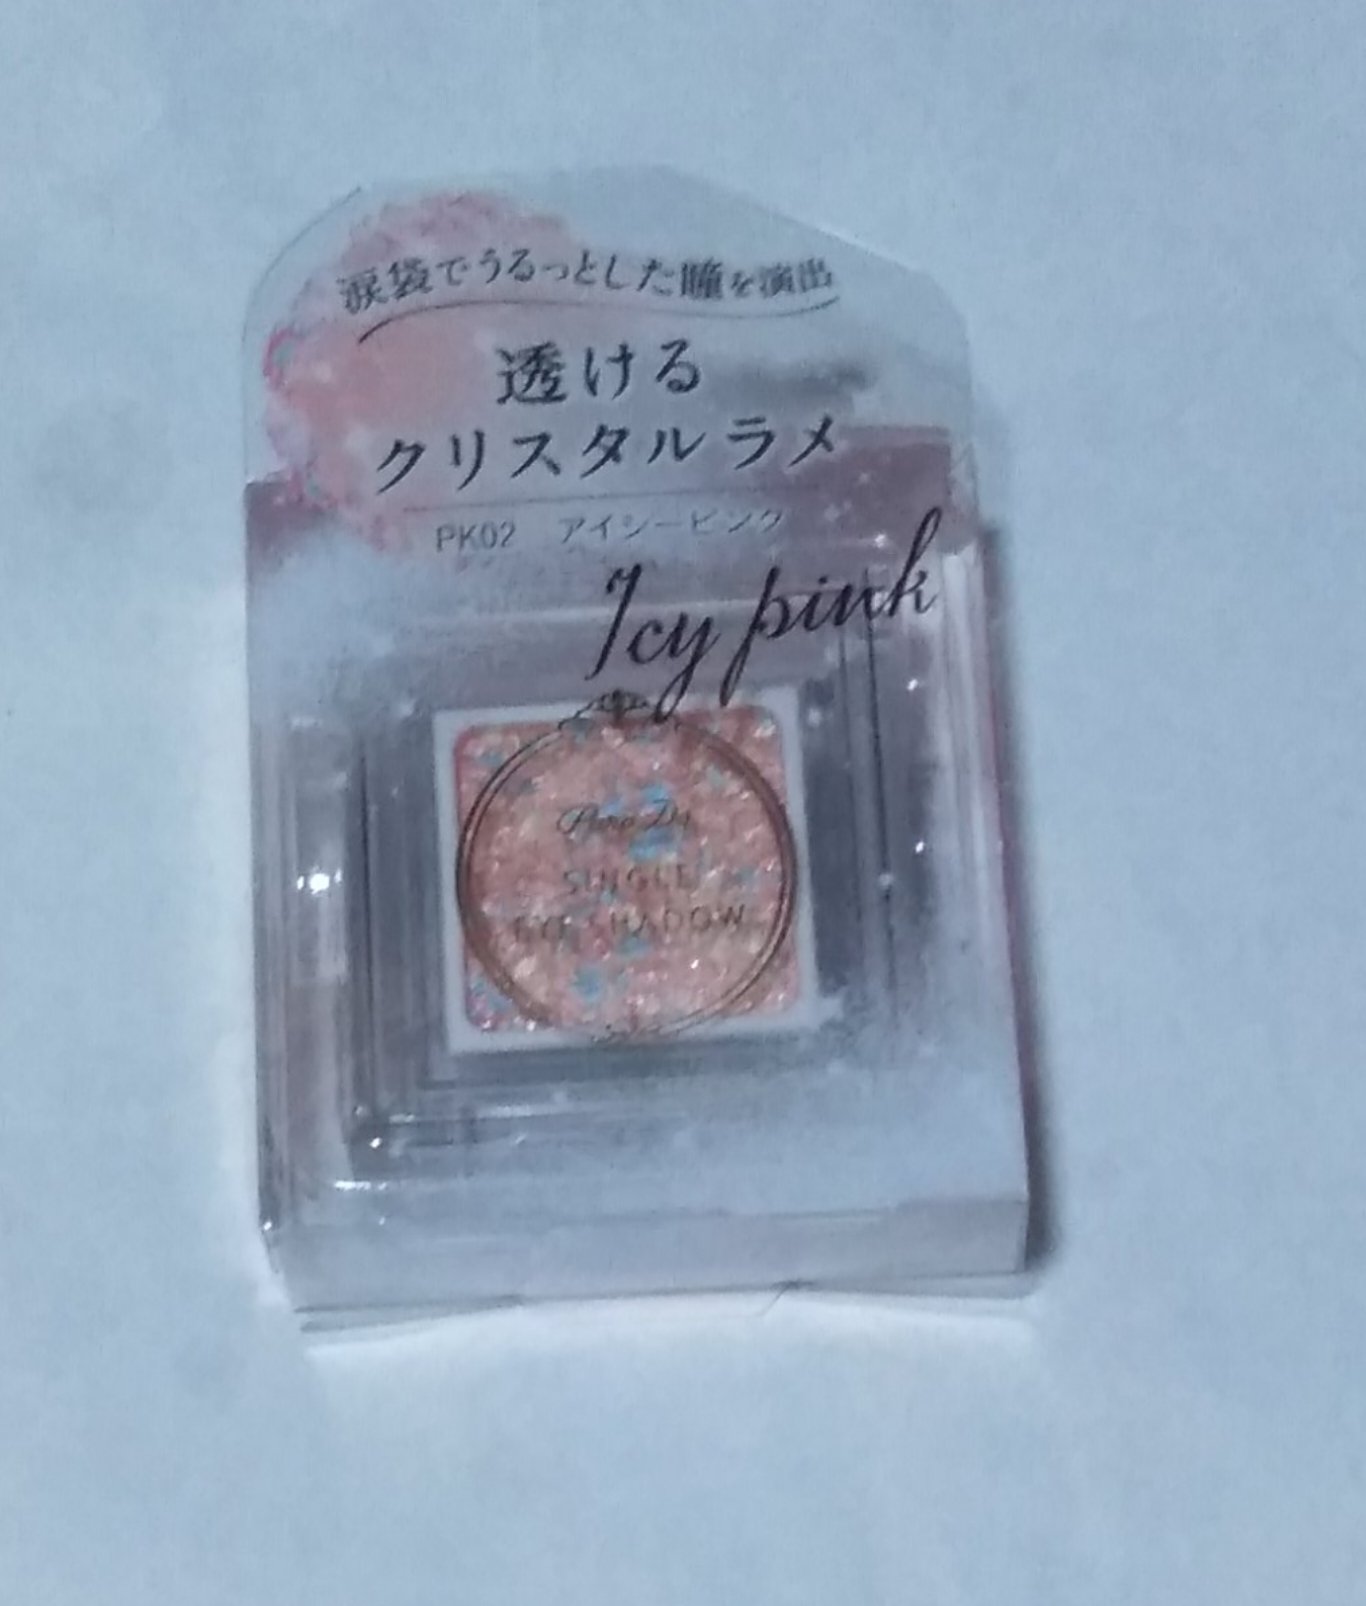 涙袋でうるっとした瞳を演出
透ける
クリスタルラメ
PK02 アイシーピンク
Icy pink
SINGLE
EYESHADOW